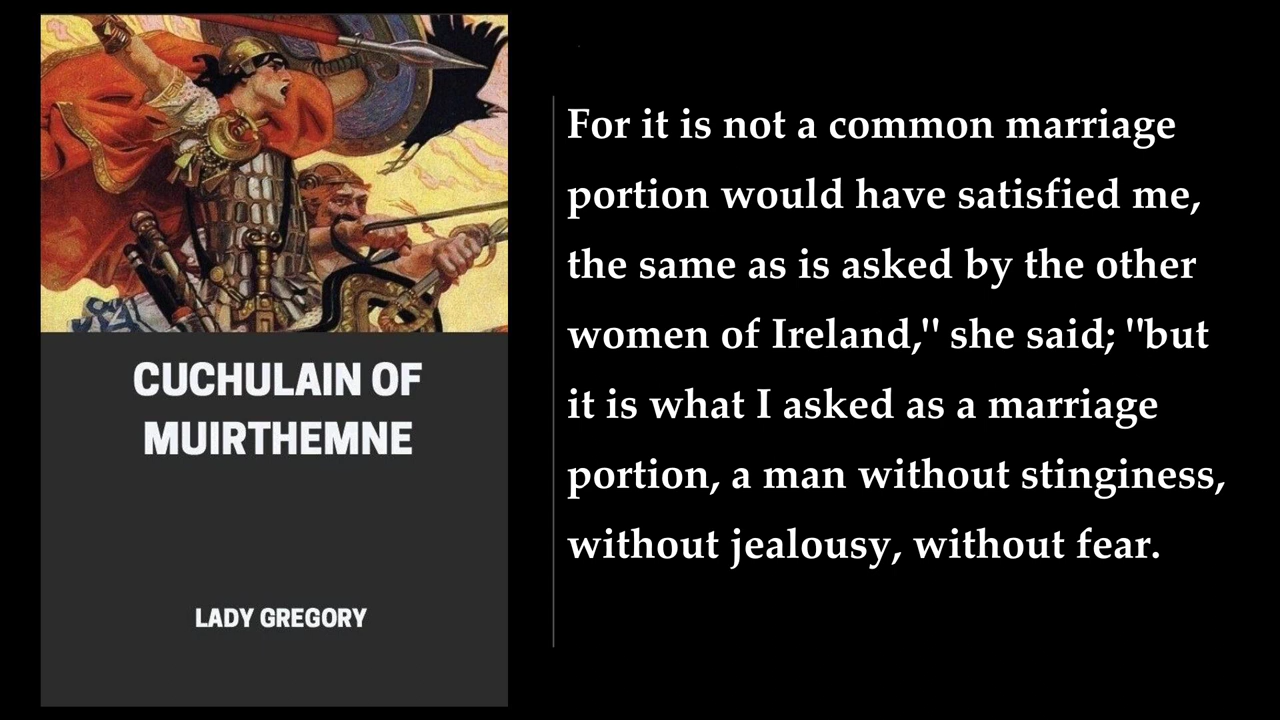 CUCHULAIN OF
MUIRTHEMNE
LADY GREGORY
For it is not a common marriage
portion would have satisfied me,
the same as is asked by the other
women of Ireland," she said; "but
it is what I asked as a marriage
portion, a man without stinginess,
without jealousy, without fear.